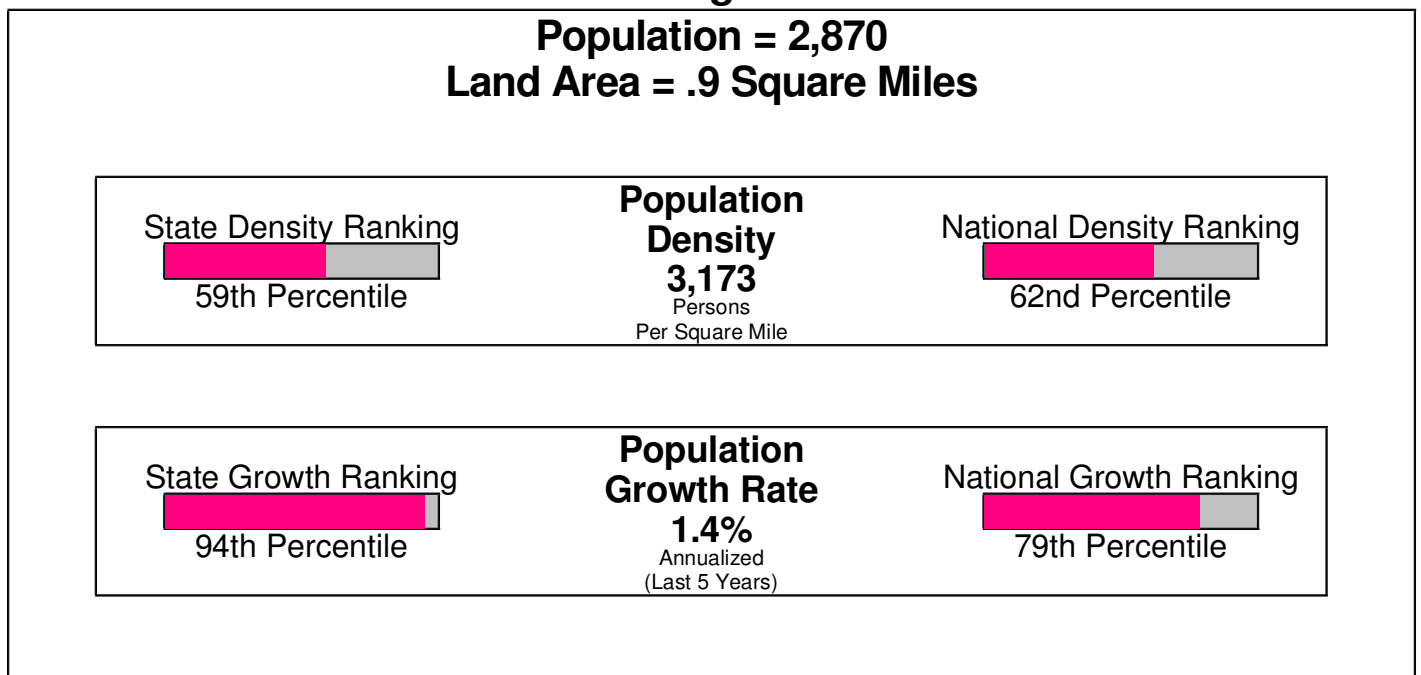 Population = 2,870
Land Area = .9 Square Miles
State Density Ranking
59th Percentile
Population
Density
3,173
Persons
Per Square Mile
National Density Ranking
62nd Percentile
State Growth Ranking
94th Percentile
Population
Growth Rate
1.4%
Annualized
(Last 5 Years)
National Growth Ranking
79th Percentile